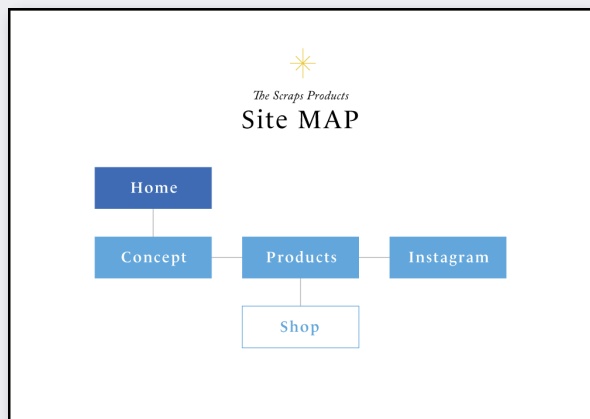 The Scraps Products
Site MAP
Home
Concept
Products
Instagram
Shop